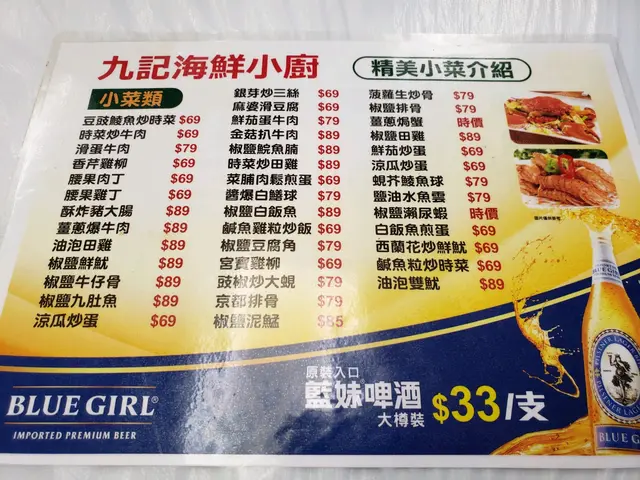 九記海鮮小廚
精美小菜介紹
小菜類
豆豉鯪魚炒時菜 $69
時菜炒牛肉 $69
滑蛋牛肉 $79
香芹雞柳 $69
腰果肉丁 $69
腰果雞丁 $69
酥炸豬大腸 $89
薑蔥爆牛肉 $89
油泡田雞 $89
椒鹽鮮魷 $89
椒鹽牛仔骨 $89
椒鹽九肚魚 $89
涼瓜炒蛋 $69
銀芽炒三絲 $69
麻婆滑豆腐 $69
鮮茄蛋牛肉 $79
金菇扒牛肉 $89
椒鹽鯇魚腩 $89
時菜炒田雞 $89
菜脯肉鬆煎蛋 $69
醬爆白鱔球 $79
椒鹽白飯魚 $89
鹹魚雞粒炒飯 $69
椒鹽豆腐角 $79
宮寶雞柳 $69
豉椒炒大蜆 $79
京都排骨 $79
椒鹽泥鯭 $85
菠蘿生炒骨 $79
椒鹽排骨 $79
薑蔥焗蟹 時價
椒鹽田雞 $89
鮮茄炒蛋 $69
涼瓜炒蛋 $69
蜆芥鯪魚球 $79
鹽油水魚雲 $79
椒鹽瀨尿蝦 時價
白飯魚煎蛋 $69
西蘭花炒鮮魷 $69
鹹魚粒炒時菜 $69
油泡雙魷 $89
BLUE GIRL®
IMPORTED PREMIUM BEER
原裝入口
藍妹啤酒
大樽裝
$33/支
BLUE GIRL
PILSENER LAGER
BLUE G